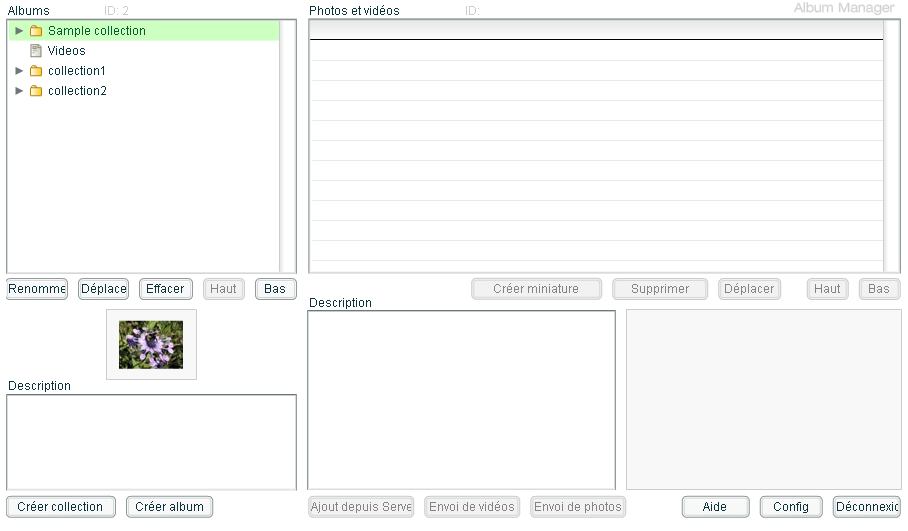 Albums ID: 2
Photos et vidéos ID:
Album Manager
Sample collection
Videos
collection1
collection2
Renomme Déplace Effacer Haut Bas
Créer miniature Supprimer Déplacer Haut Bas
Description
Description
Créer collection Créer album
Ajout depuis Serve Envoi de vidéos Envoi de photos
Aide Config Déconnexic